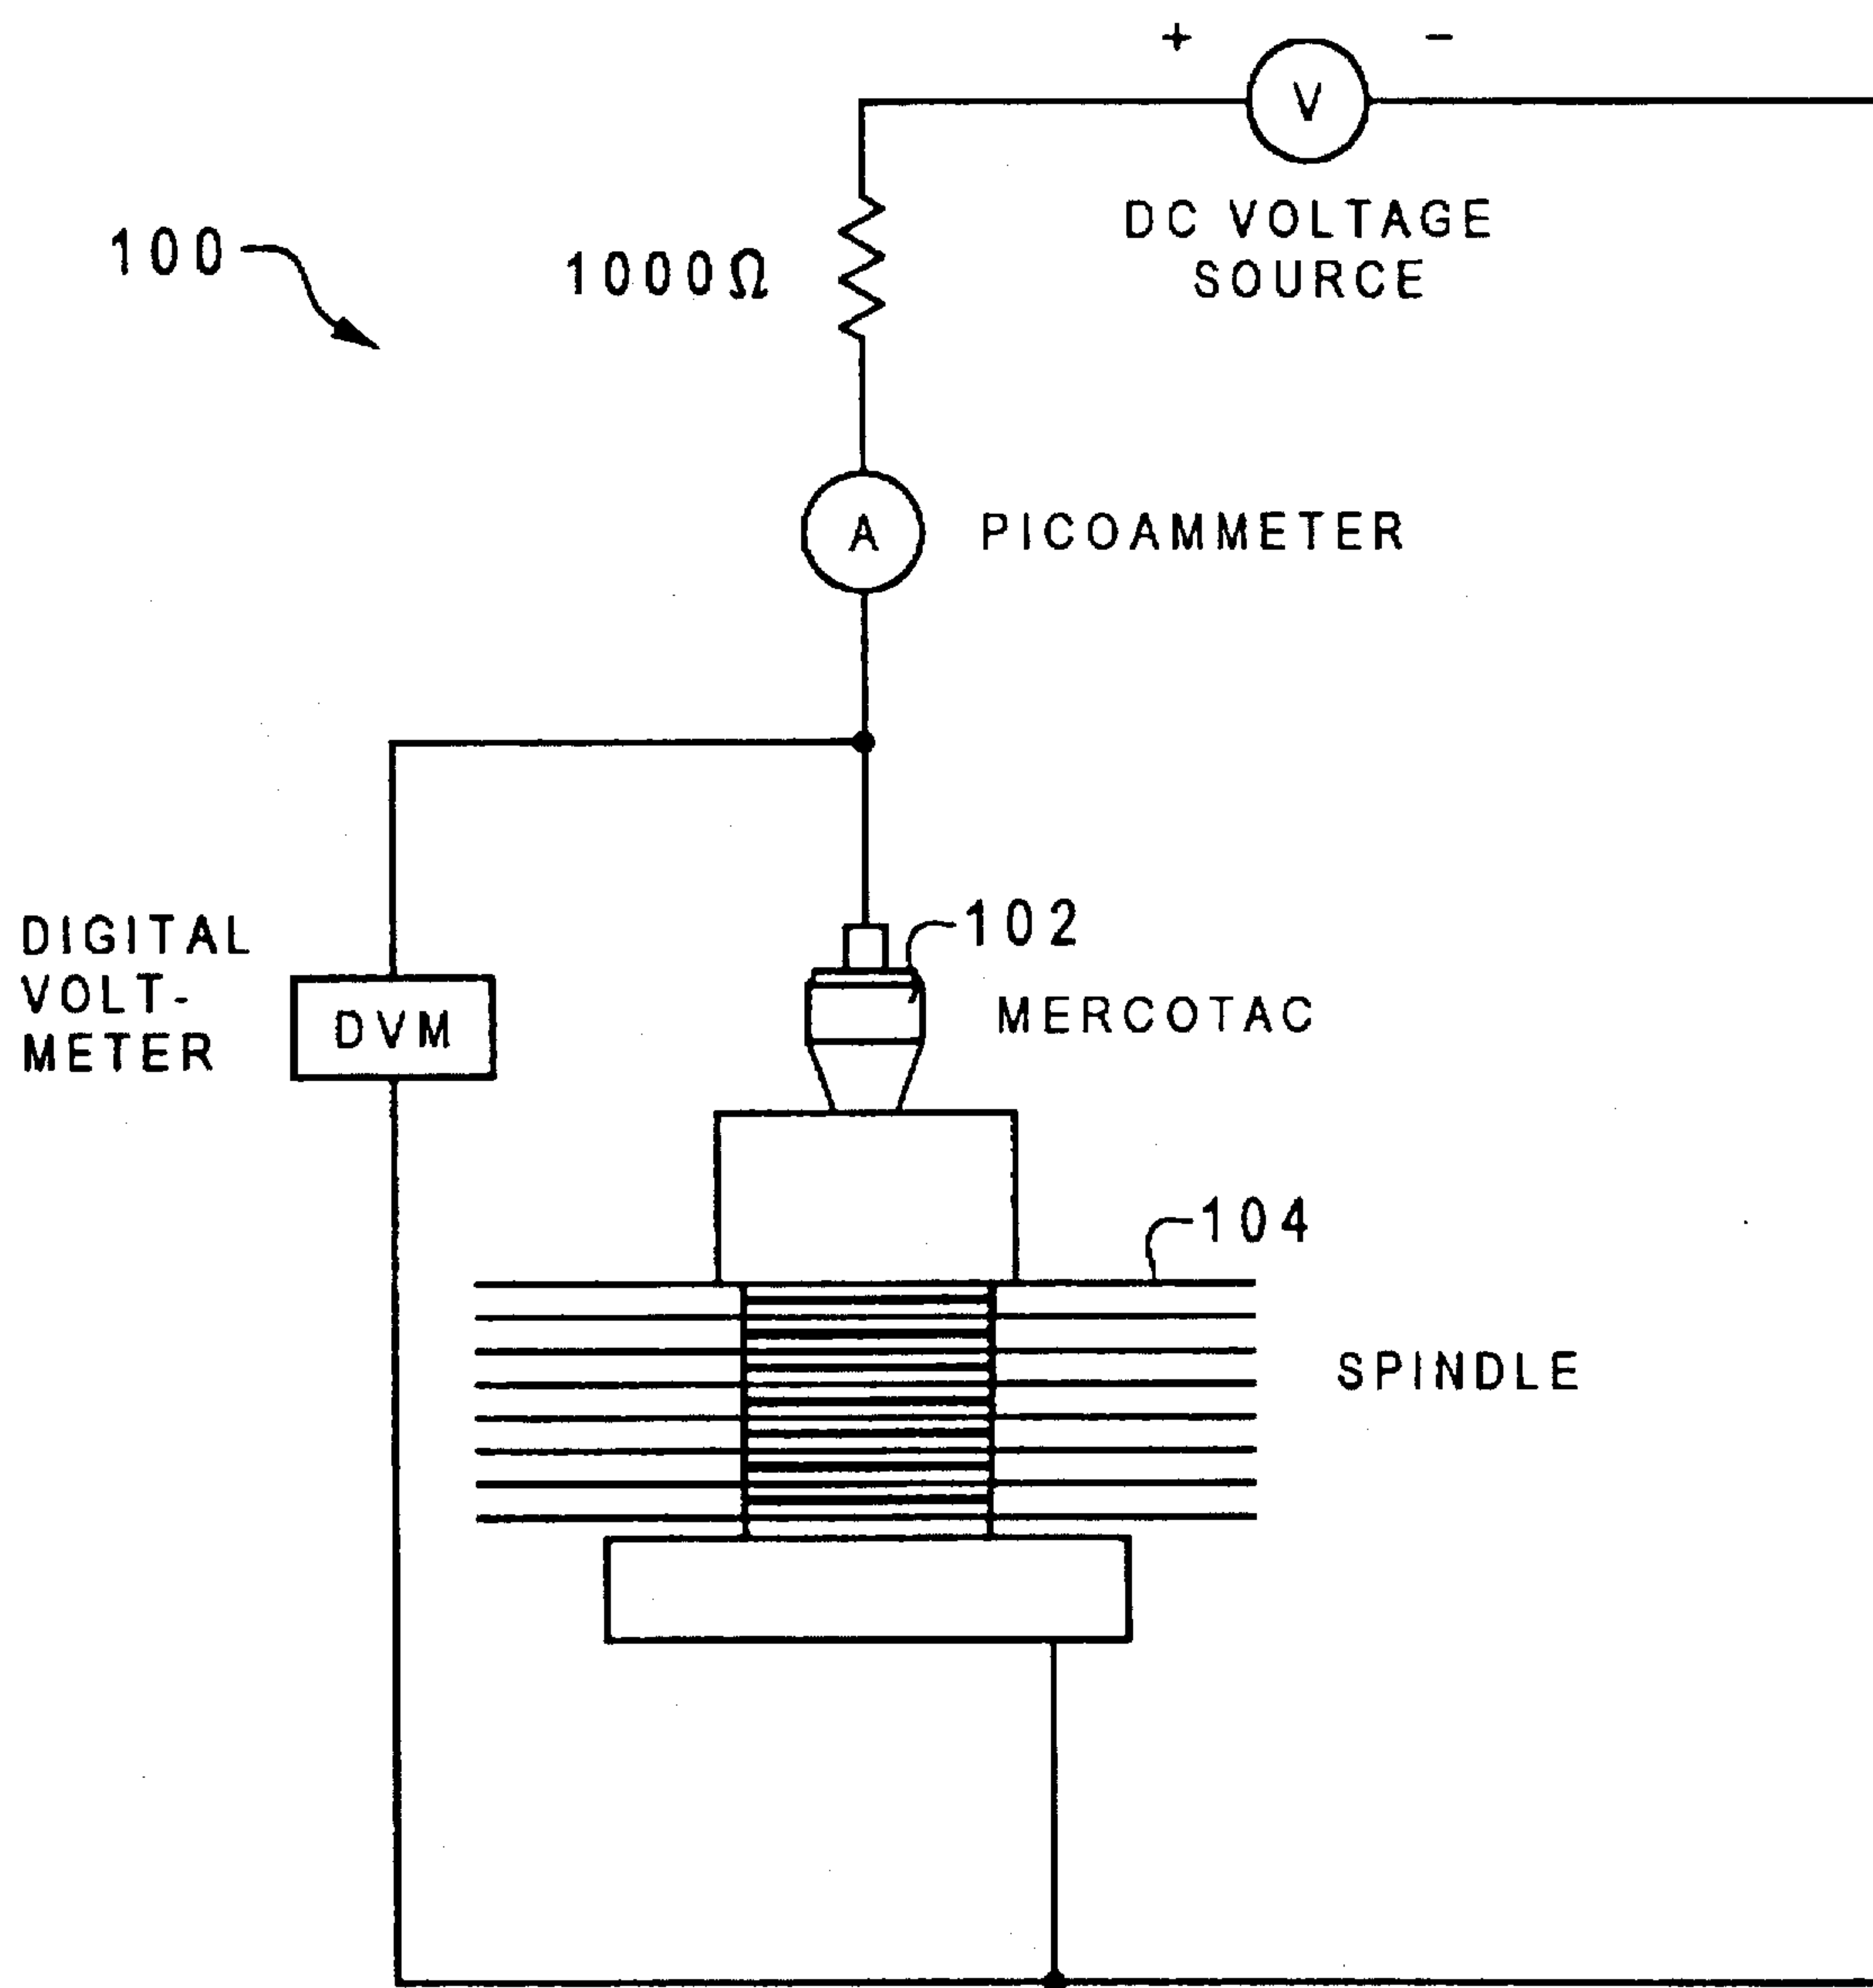 + −
V
DC VOLTAGE
SOURCE
100
1000Ω
A
PICOAMMETER
102
DIGITAL
VOLT-
METER
DVM
MERCOTAC
104
SPINDLE